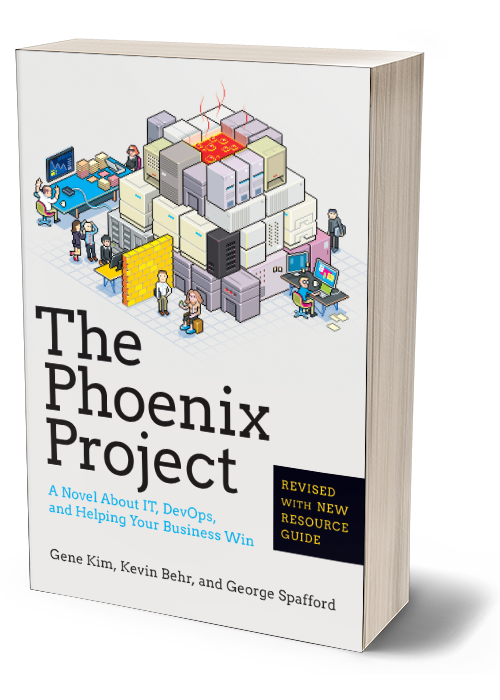 The
Phoenix
Project
A Novel About IT, DevOps,
and Helping Your Business Win
REVISED
WITH NEW
RESOURCE
GUIDE
Gene Kim, Kevin Behr, and George Spafford